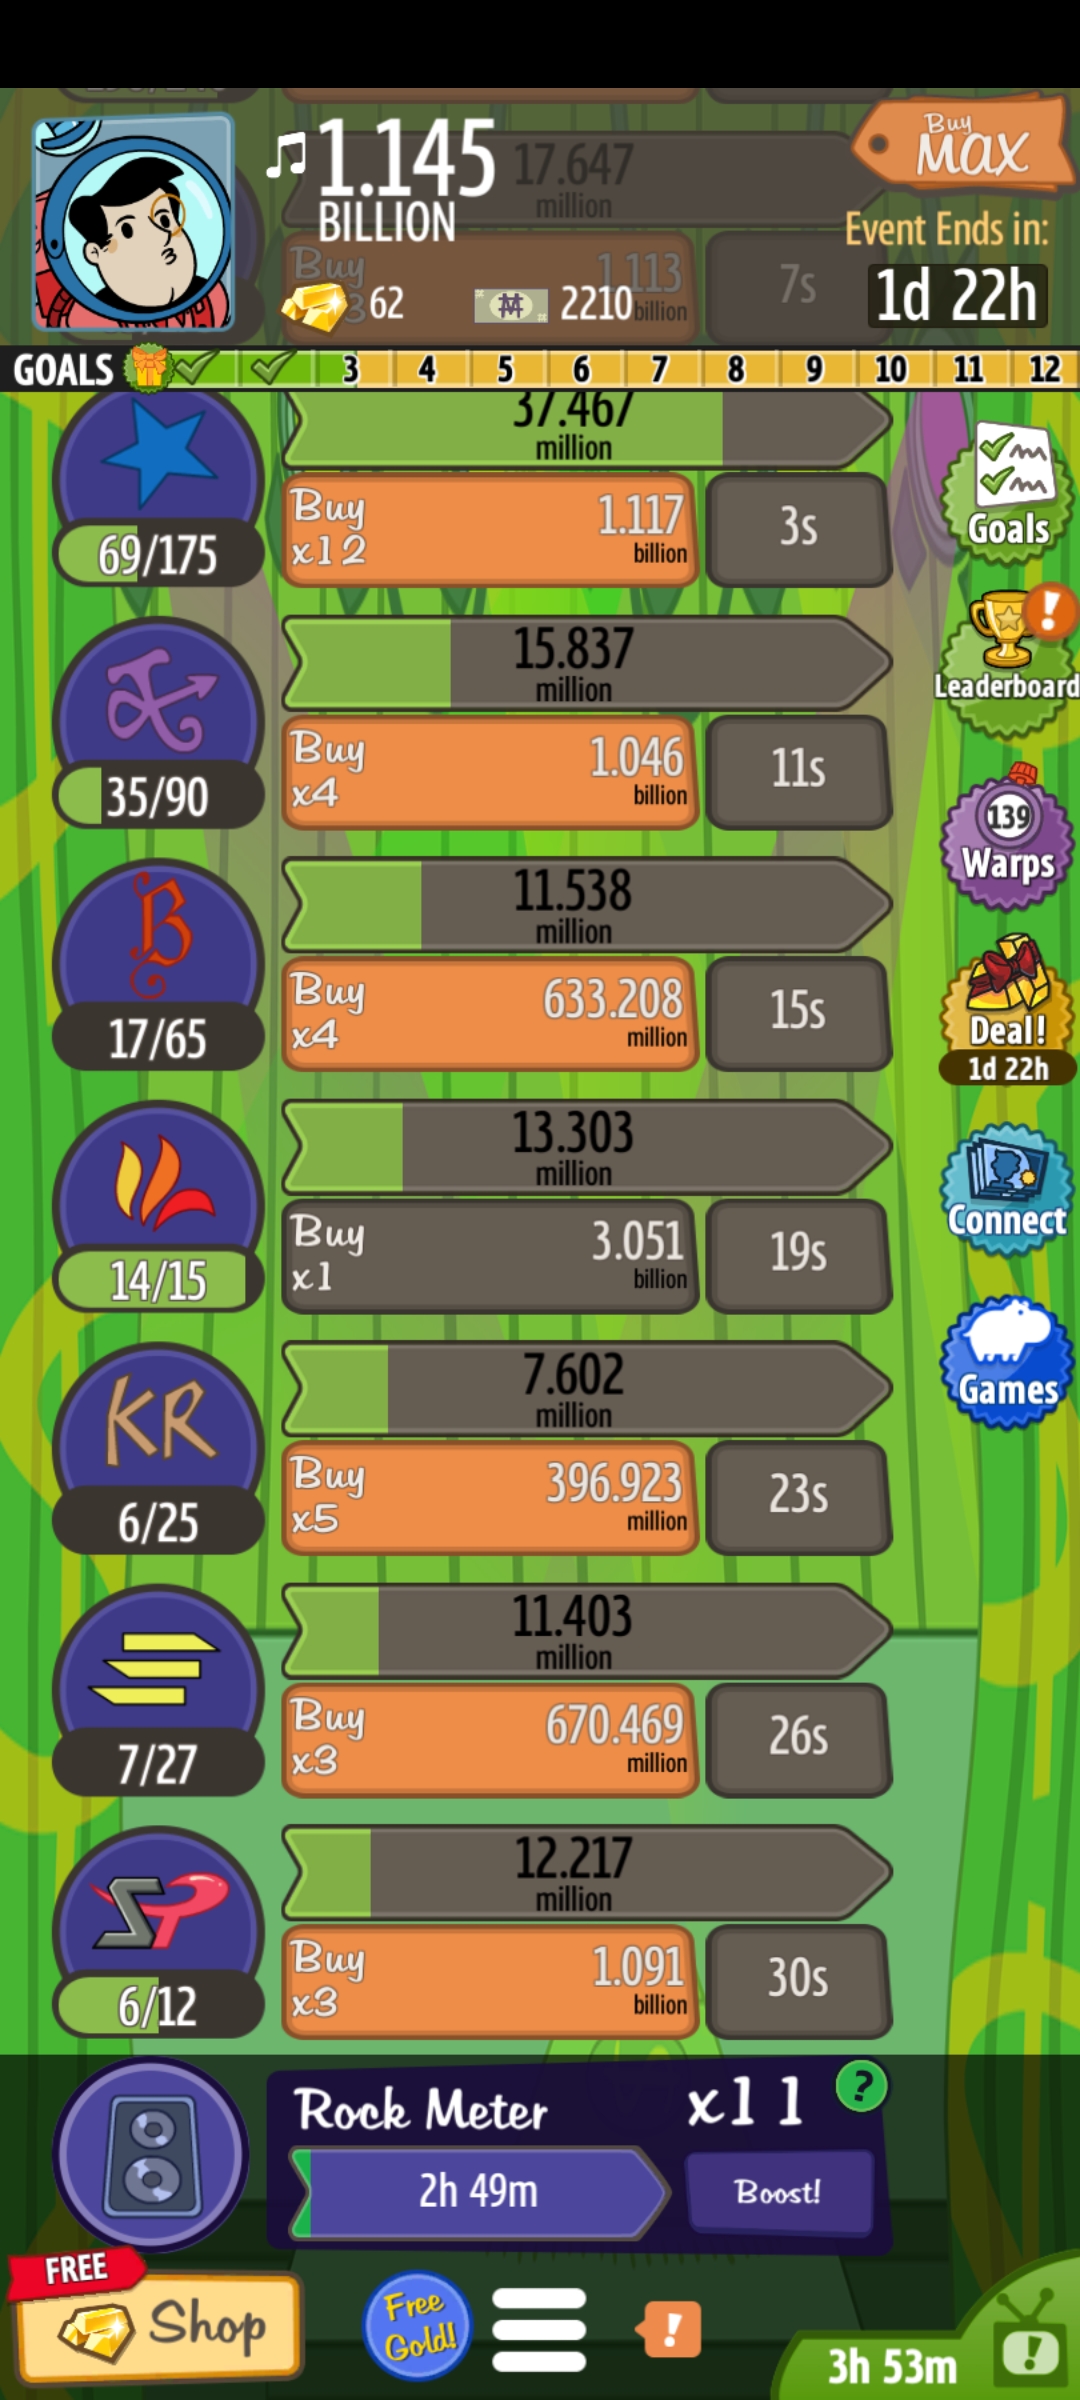 1.145
BILLION
17.647
million
Buy
MAX
Event Ends in:
1d 22h
Buy
1.113
billion
7s
62
2210
GOALS 3 4 5 6 7 8 9 10 11 12
37.467
million
69/175
Buy
x12
1.117
billion
3s
Goals
15.837
million
35/90
Buy
x4
1.046
billion
11s
!
Leaderboard
139
Warps
11.538
million
B
17/65
Buy
x4
633.208
million
15s
Deal!
1d 22h
13.303
million
14/15
Buy
x1
3.051
billion
19s
Connect
7.602
million
KR
6/25
Buy
x5
396.923
million
23s
Games
11.403
million
7/27
Buy
x3
670.469
million
26s
12.217
million
SP
6/12
Buy
x3
1.091
billion
30s
Rock Meter
x11
?
2h 49m
Boost!
FREE
Shop
Free
Gold!
!
3h 53m
!